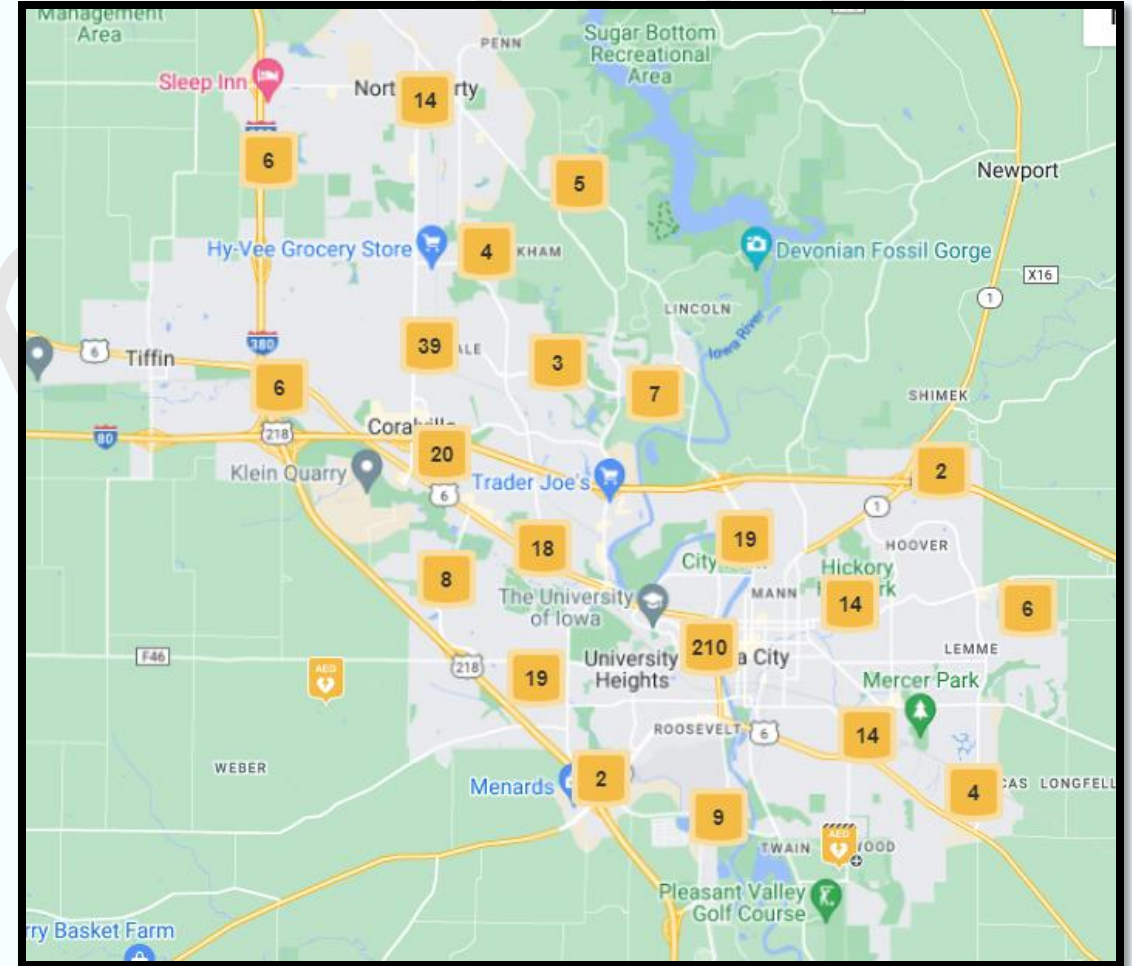 Management
Area
PENN
Sugar Bottom
Recreational
Area
Sleep Inn
Nort
rty
14
6
5
Newport
Hy-Vee Grocery Store
4
KHAM
Devonian Fossil Gorge
X16
1
LINCOLN
Iowa River
380
39
ALE
6
Tiffin
3
6
7
SHIMEK
80
218
Coralville
20
Klein Quarry
6
Trader Joe's
2
1
18
19
HOOVER
City
Hickory
rk
8
The University
of Iowa
MANN
14
6
F46
AED
218
19
University
Heights
210
a City
LEMME
Mercer Park
ROOSEVELT
6
14
WEBER
Menards
2
4
CAS
LONGFELL
9
TWAIN
AED
OOD
Pleasant Valley
Golf Course
rry Basket Farm